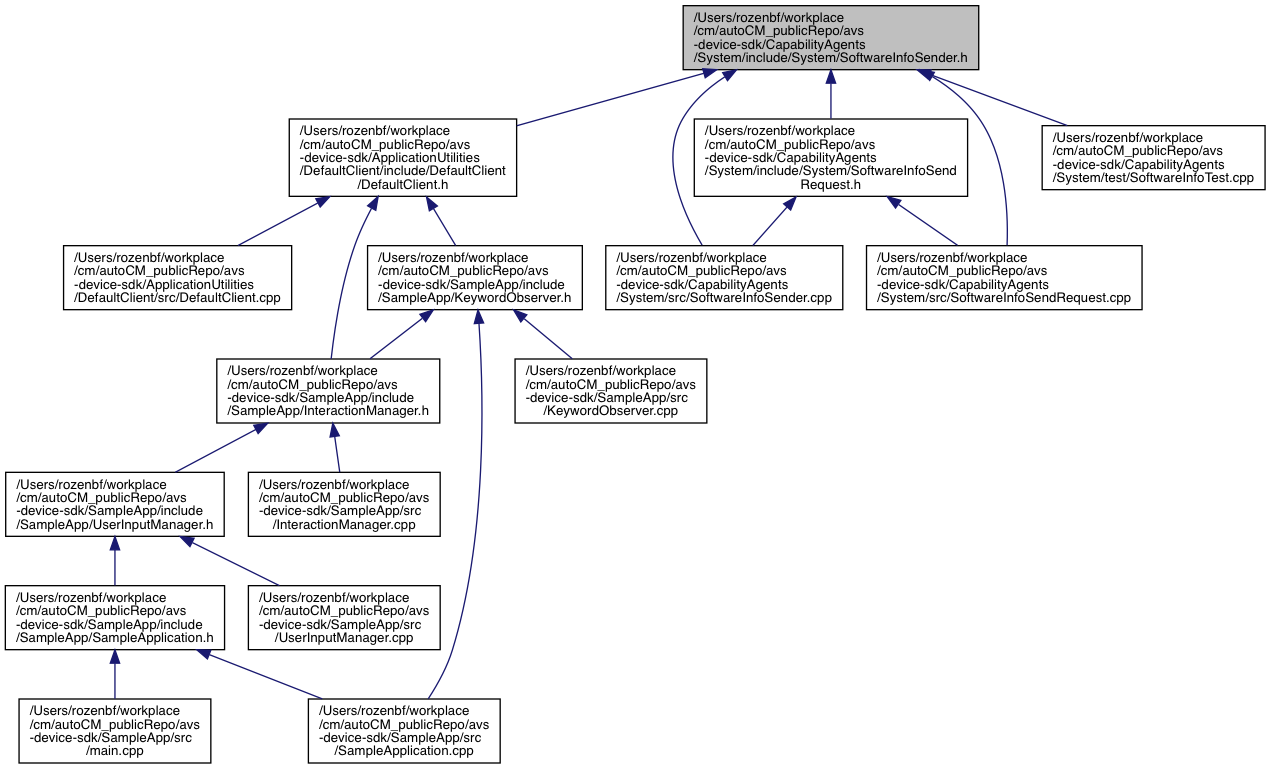 /Users/rozenbf/workplace
/cm/autoCM_publicRepo/avs
-device-sdk/CapabilityAgents
/System/include/System/SoftwareInfoSender.h
/Users/rozenbf/workplace
/cm/autoCM_publicRepo/avs
-device-sdk/ApplicationUtilities
/DefaultClient/include/DefaultClient
/DefaultClient.h
/Users/rozenbf/workplace
/cm/autoCM_publicRepo/avs
-device-sdk/CapabilityAgents
/System/include/System/SoftwareInfoSend
Request.h
/Users/rozenbf/workplace
/cm/autoCM_publicRepo/avs
-device-sdk/CapabilityAgents
/System/test/SoftwareInfoTest.cpp
/Users/rozenbf/workplace
/cm/autoCM_publicRepo/avs
-device-sdk/ApplicationUtilities
/DefaultClient/src/DefaultClient.cpp
/Users/rozenbf/workplace
/cm/autoCM_publicRepo/avs
-device-sdk/SampleApp/include
/SampleApp/KeywordObserver.h
/Users/rozenbf/workplace
/cm/autoCM_publicRepo/avs
-device-sdk/CapabilityAgents
/System/src/SoftwareInfoSender.cpp
/Users/rozenbf/workplace
/cm/autoCM_publicRepo/avs
-device-sdk/CapabilityAgents
/System/src/SoftwareInfoSendRequest.cpp
/Users/rozenbf/workplace
/cm/autoCM_publicRepo/avs
-device-sdk/SampleApp/include
/SampleApp/InteractionManager.h
/Users/rozenbf/workplace
/cm/autoCM_publicRepo/avs
-device-sdk/SampleApp/src
/KeywordObserver.cpp
/Users/rozenbf/workplace
/cm/autoCM_publicRepo/avs
-device-sdk/SampleApp/include
/SampleApp/UserInputManager.h
/Users/rozenbf/workplace
/cm/autoCM_publicRepo/avs
-device-sdk/SampleApp/src
/InteractionManager.cpp
/Users/rozenbf/workplace
/cm/autoCM_publicRepo/avs
-device-sdk/SampleApp/include
/SampleApp/SampleApplication.h
/Users/rozenbf/workplace
/cm/autoCM_publicRepo/avs
-device-sdk/SampleApp/src
/UserInputManager.cpp
/Users/rozenbf/workplace
/cm/autoCM_publicRepo/avs
-device-sdk/SampleApp/src
/main.cpp
/Users/rozenbf/workplace
/cm/autoCM_publicRepo/avs
-device-sdk/SampleApp/src
/SampleApplication.cpp